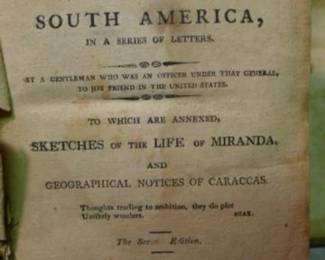 SOUTH AMERICA,
IN A SERIES OF LETTERS.
BY A GENTLEMAN WHO WAS AN OFFICER UNDER THAT GENERAL,
TO HIS FRIEND IN THE UNITED STATES.
TO WHICH ARE ANNEXED,
SKETCHES OF THE LIFE OF MIRANDA,
AND
GEOGRAPHICAL NOTICES OF CARACCAS.
Thoughts tending to ambition, they do plot
Unlikely wonders. SHAK.
The Edition.